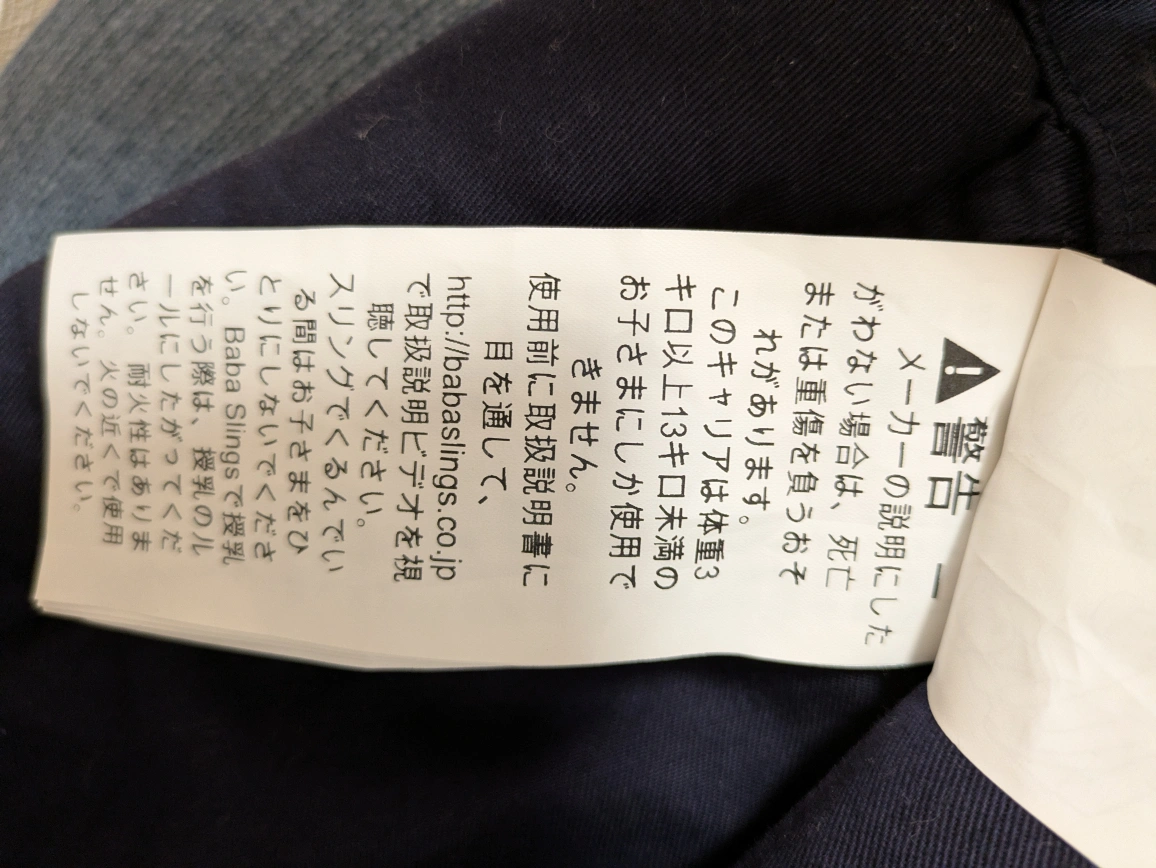 警告 –
メーカーの説明にした
がわない場合は、死亡
または重傷を負うおそ
れがあります。
このキャリアは体重3
キロ以上13キロ未満の
お子さまにしか使用で
きません。
使用前に取扱説明書に
目を通して、
http://babaslings.co.jp
で取扱説明ビデオを視
聴してください。
スリングでくるんでい
る間はお子さまをひ
とりにしないでくださ
い。Baba Slingsで授乳
を行う際は、授乳のル
ールにしたがってくだ
さい。 耐火性はありま
せん。火の近くで使用
しないでください。